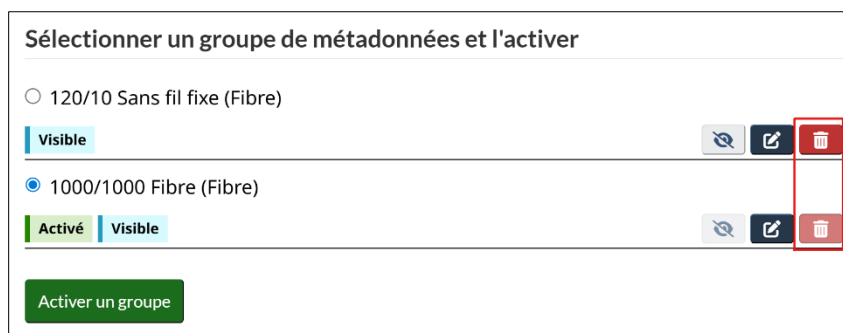 Sélectionner un groupe de métadonnées et l'activer
120/10 Sans fil fixe (Fibre)
Visible
1000/1000 Fibre (Fibre)
Activé Visible
Activer un groupe